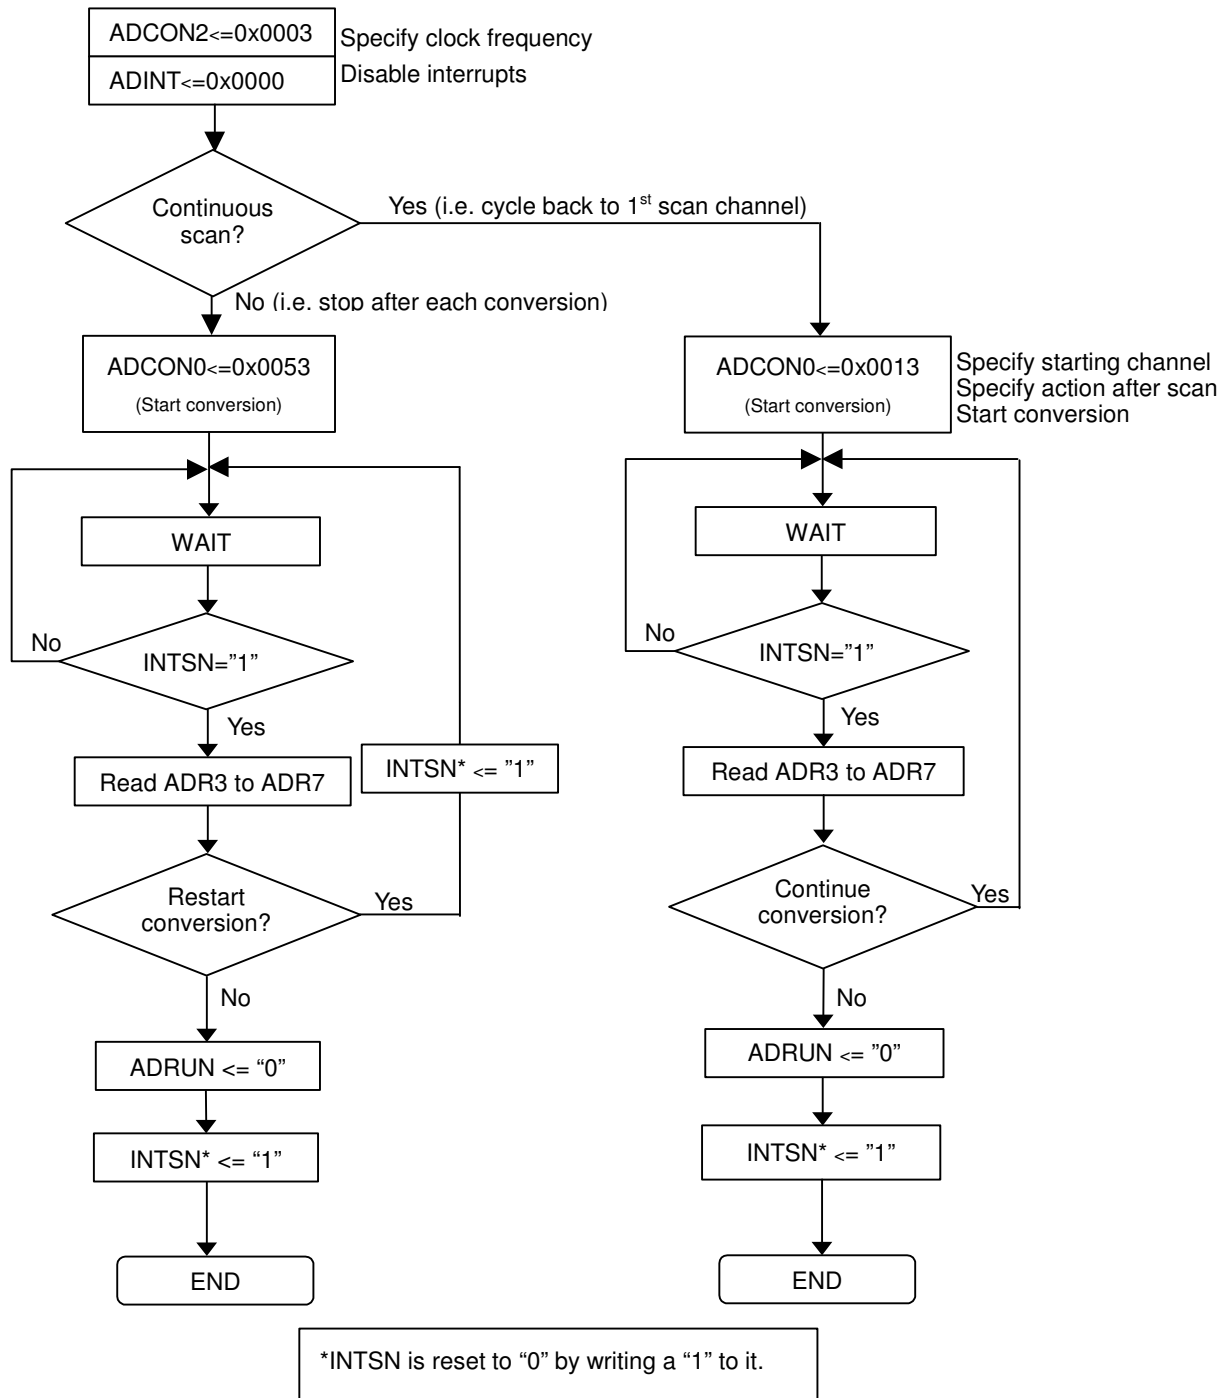 ADCON2<=0x0003
Specify clock frequency
ADINT<=0x0000
Disable interrupts
Continuous
scan?
Yes (i.e. cycle back to 1st scan channel)
No (i.e. stop after each conversion)
ADCON0<=0x0053
(Start conversion)
ADCON0<=0x0013
(Start conversion)
Specify starting channel
Specify action after scan
Start conversion
WAIT
No
INTSN=”1”
Yes
Read ADR3 to ADR7
INTSN* <= ”1”
Restart
conversion?
Yes
No
ADRUN <= “0”
INTSN* <= “1”
END
WAIT
No
INTSN=”1”
Yes
Read ADR3 to ADR7
Continue
conversion?
Yes
No
ADRUN <= ”0”
INTSN* <= ”1”
END
*INTSN is reset to “0” by writing a “1” to it.